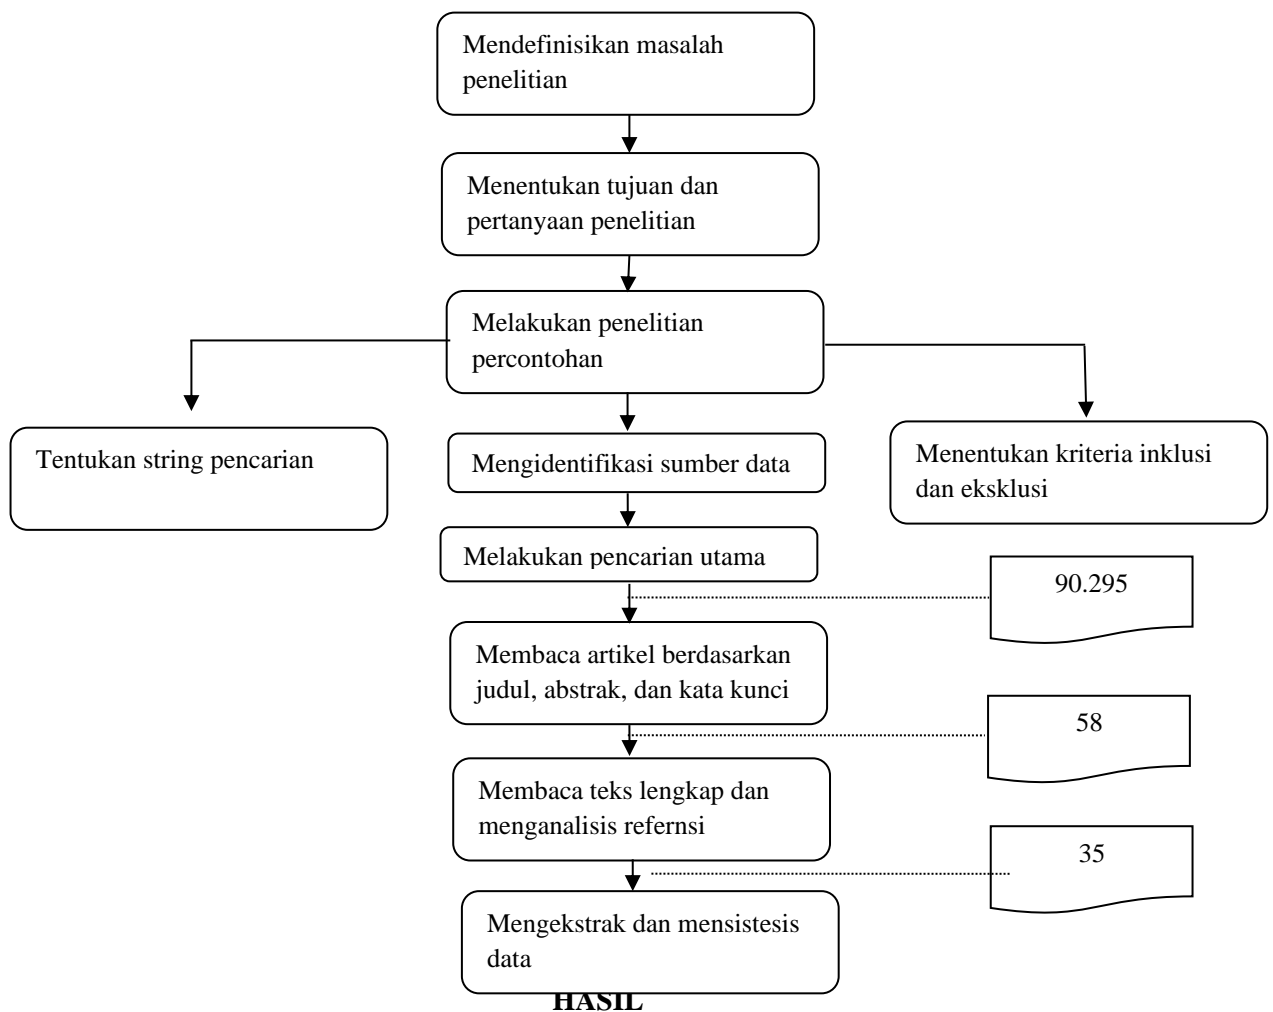 Mendefinisikan masalah
penelitian
Menentukan tujuan dan
pertanyaan penelitian
Melakukan penelitian
percontohan
Tentukan string pencarian
Mengidentifikasi sumber data
Menentukan kriteria inklusi
dan eksklusi
Melakukan pencarian utama
90.295
Membaca artikel berdasarkan
judul, abstrak, dan kata kunci
58
Membaca teks lengkap dan
menganalisis refernsi
35
Mengekstrak dan mensistesis
data
HASIL